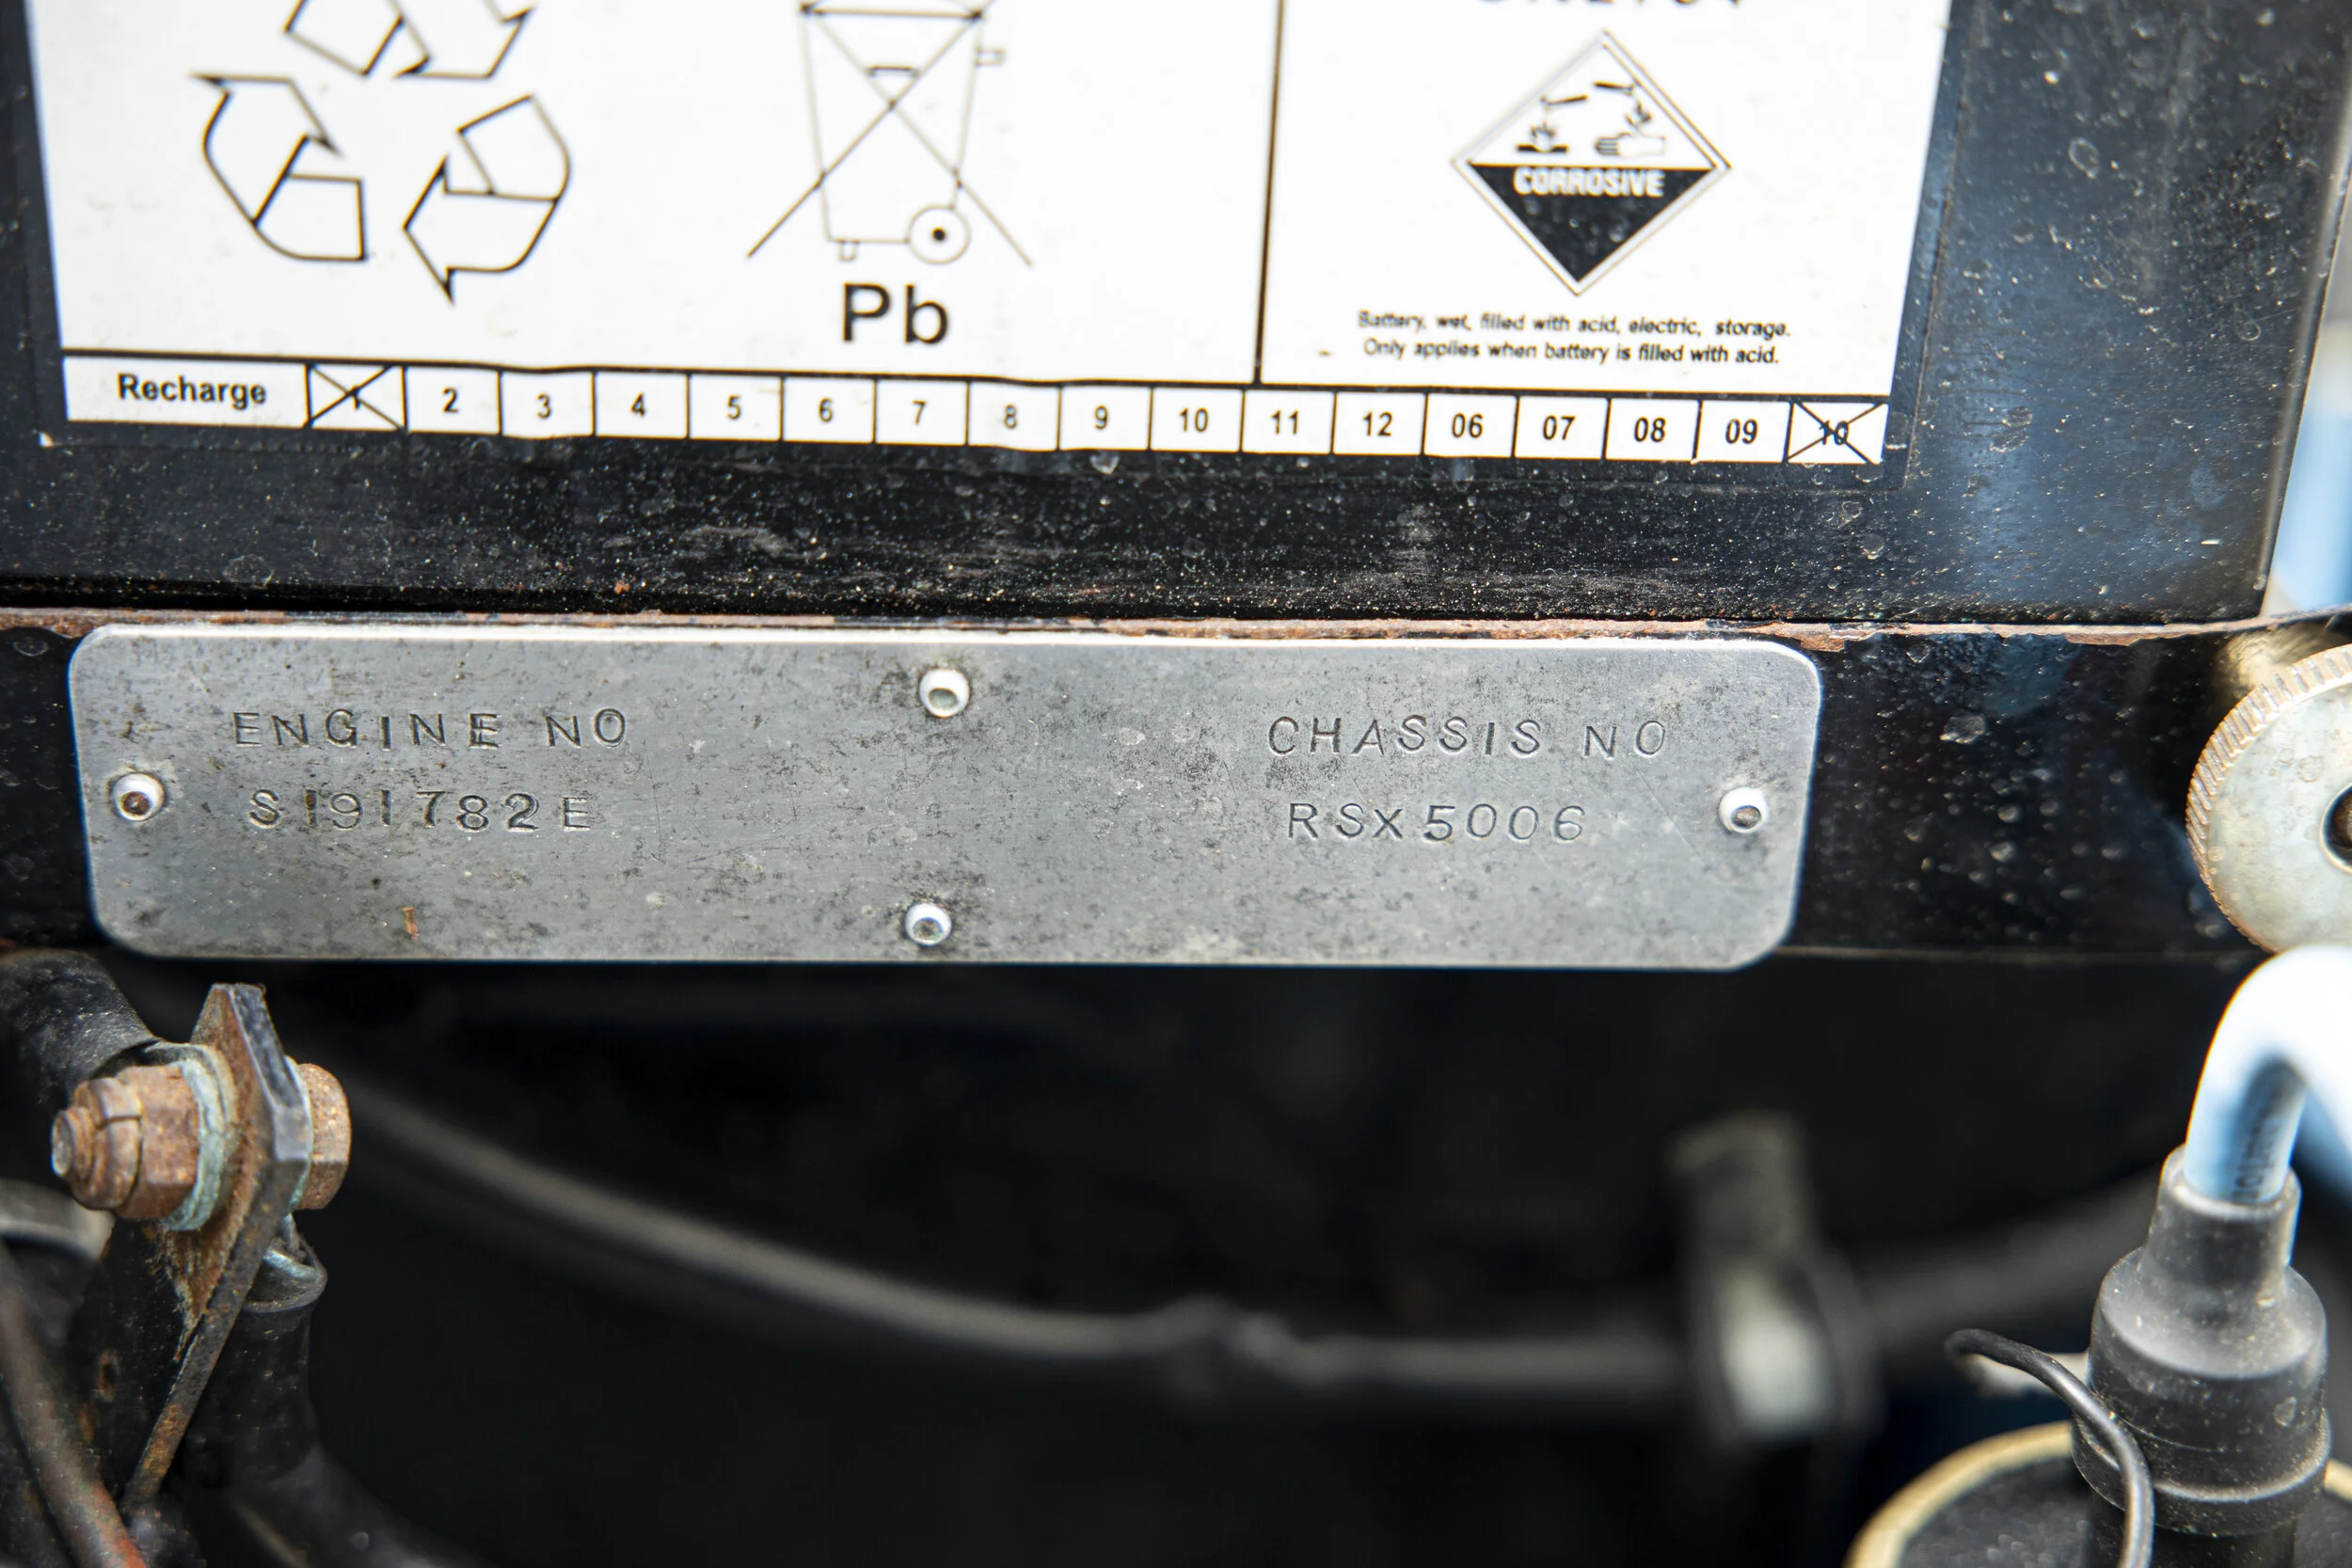 CORROSIVE
Pb
Battery, wet, filled with acid, electric, storage.
Only applies when battery is filled with acid.
Recharge 1 2 3 4 5 6 7 8 9 10 11 12 06 07 08 09 10
ENGINE NO
S191782E
CHASSIS NO
RSX5006